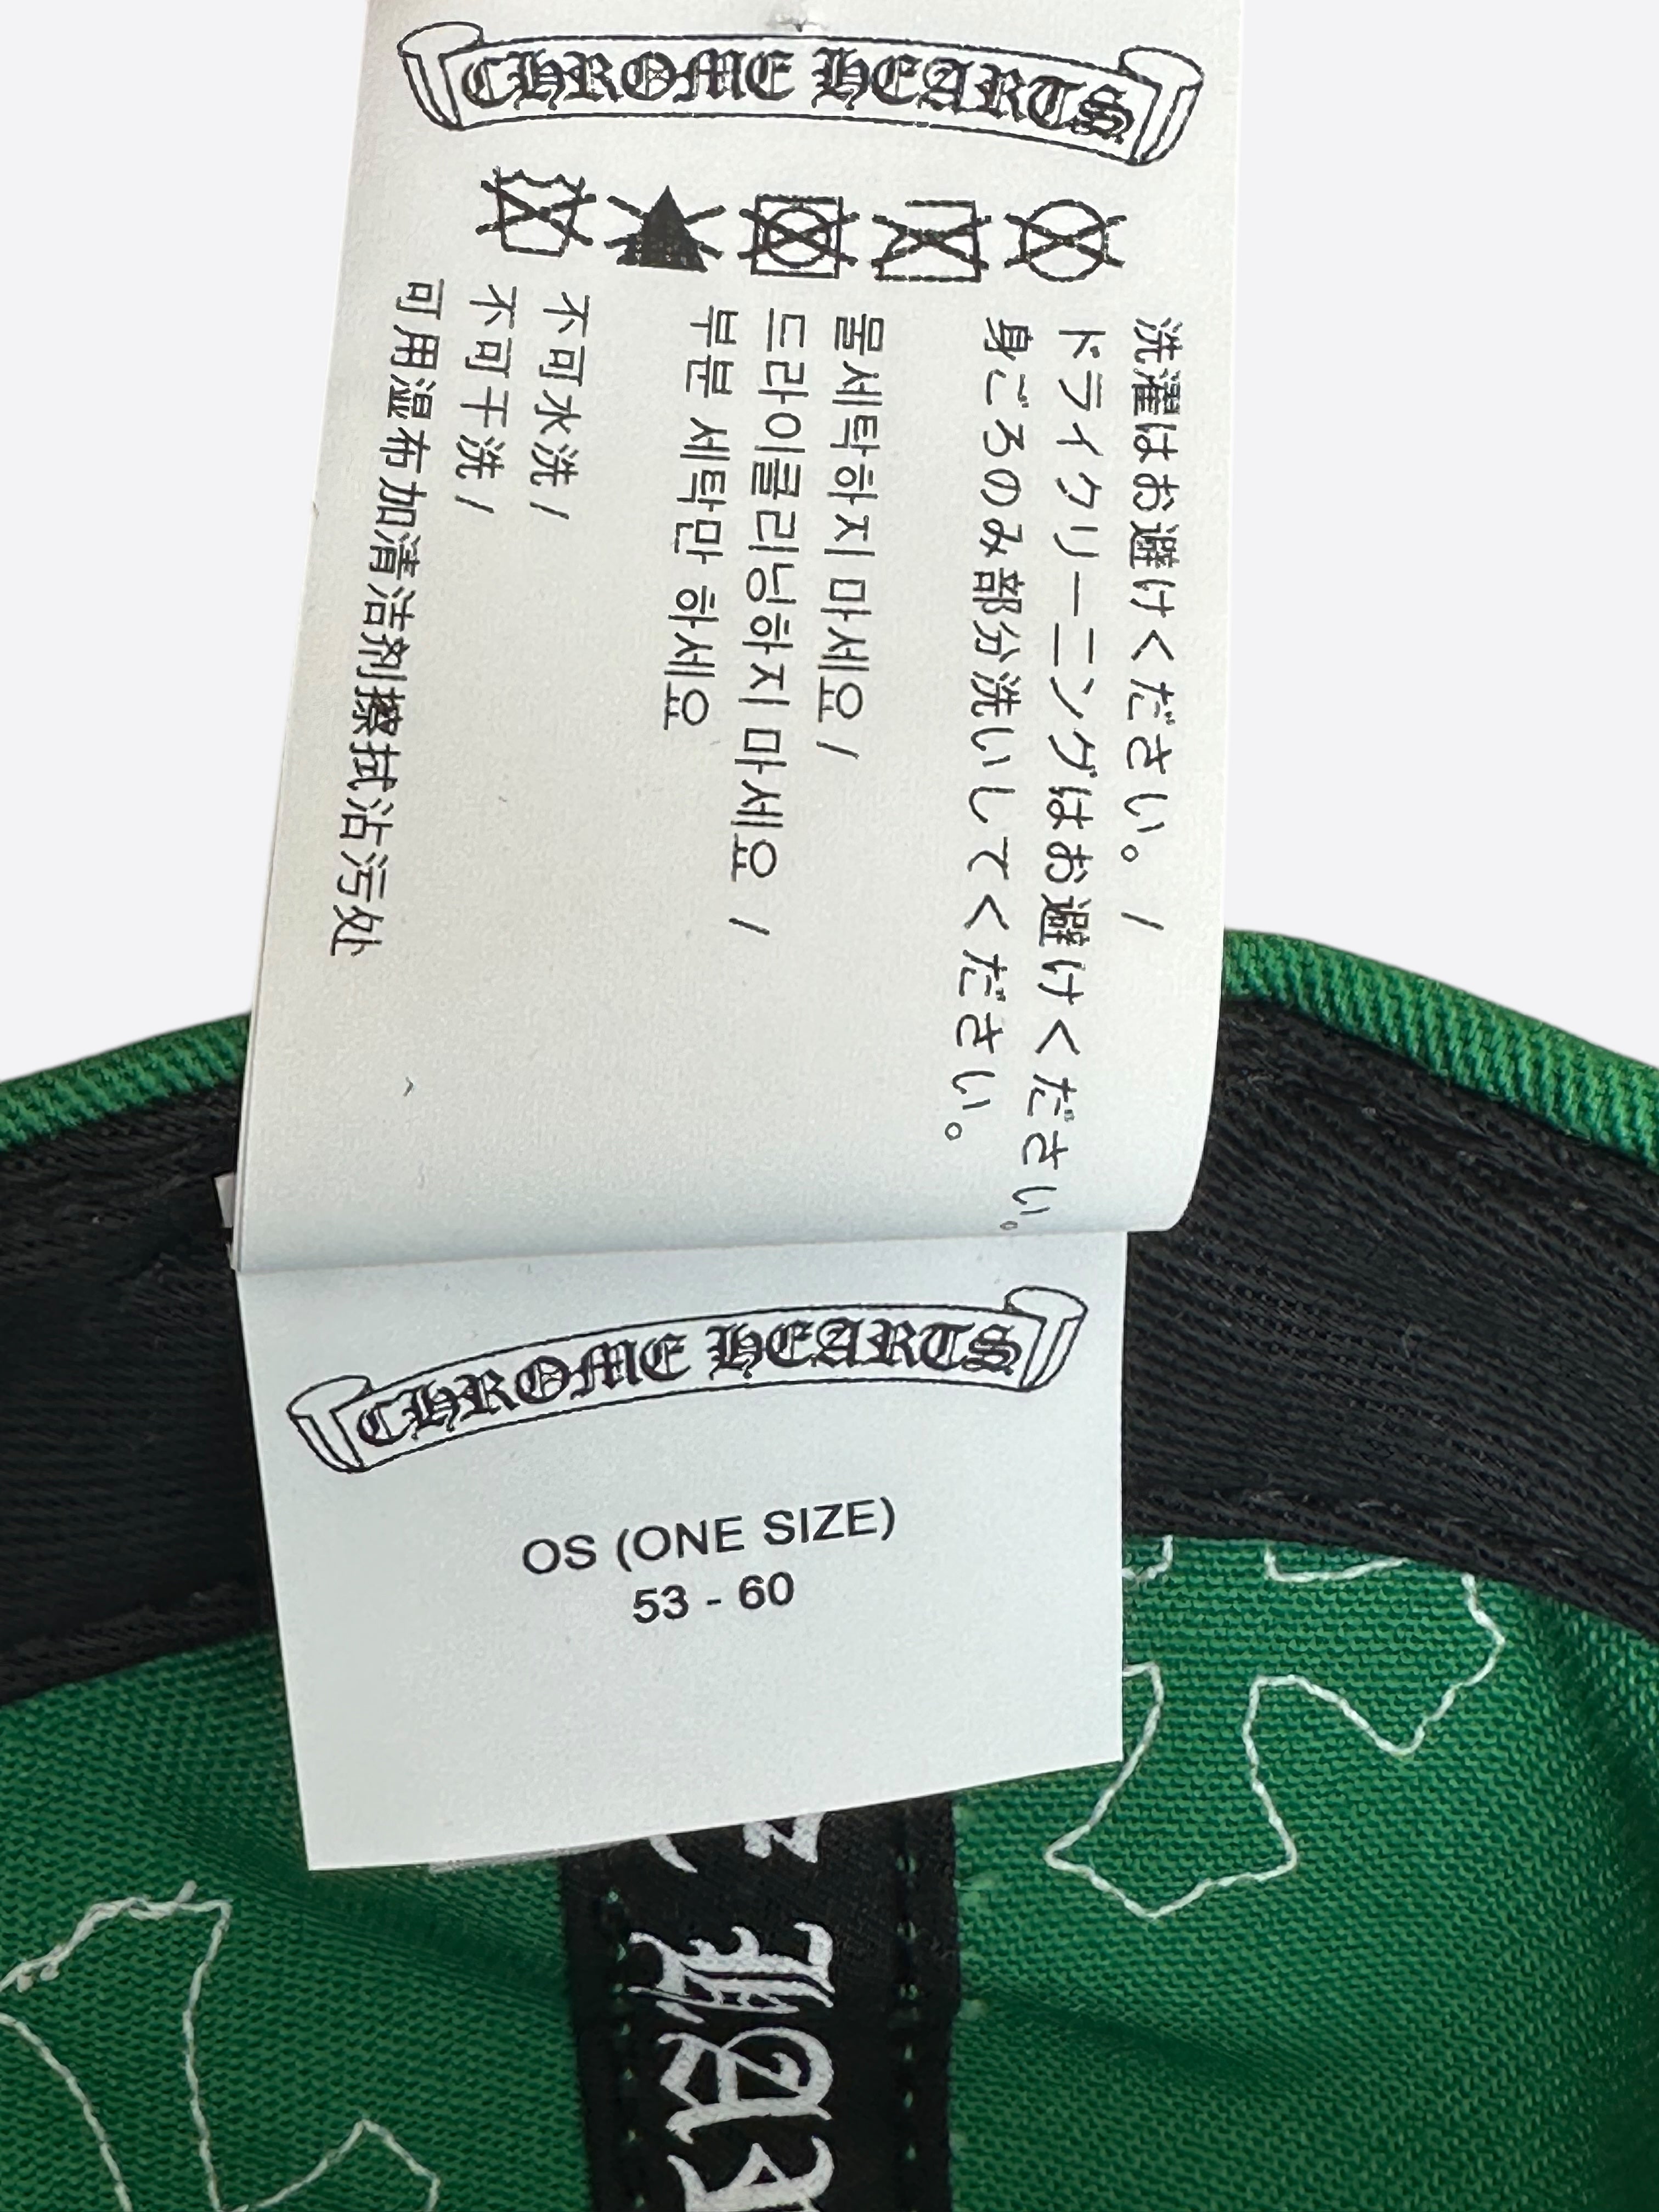 CHROME HEARTS
洗濯はお避けください。 /
ドライクリーニングはお避けください。
身ごろのみ部分洗いしてください。
물세탁하지 마세요 /
드라이클리닝하지 마세요 /
부분 세탁만 하세요
不可水洗 /
不可干洗 /
可用湿布加清洁剂擦拭沾污处
CHROME HEARTS
OS (ONE SIZE)
53 - 60